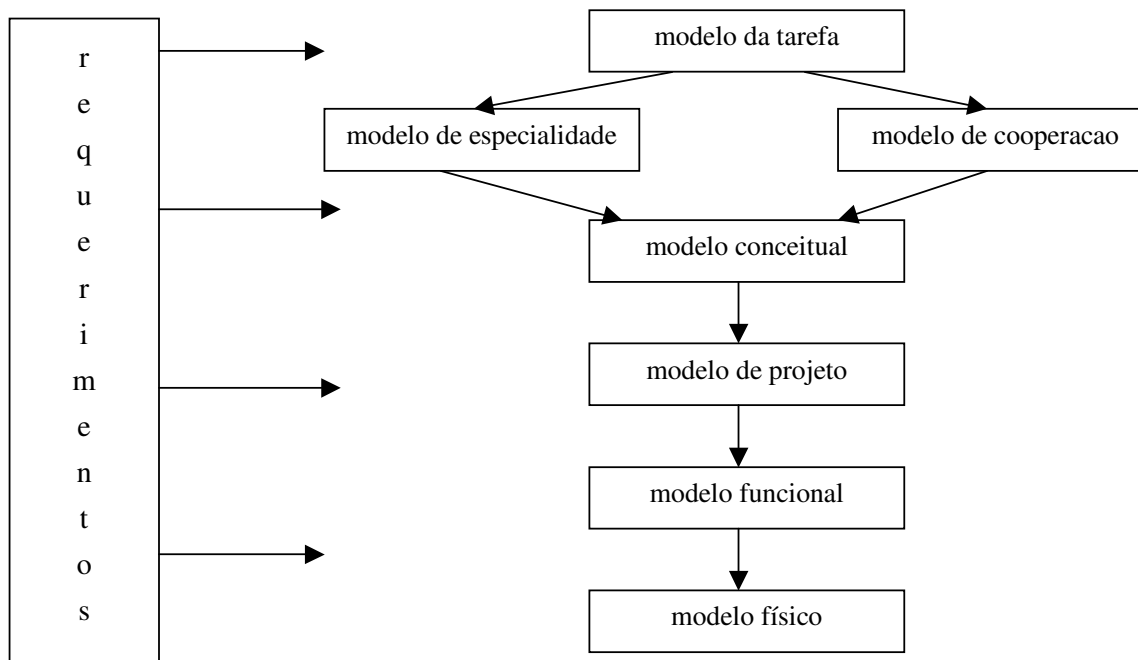 r
e
q
u
e
r
i
m
e
n
t
o
s
modelo da tarefa
modelo de especialidade
modelo de cooperacao
modelo conceitual
modelo de projeto
modelo funcional
modelo físico